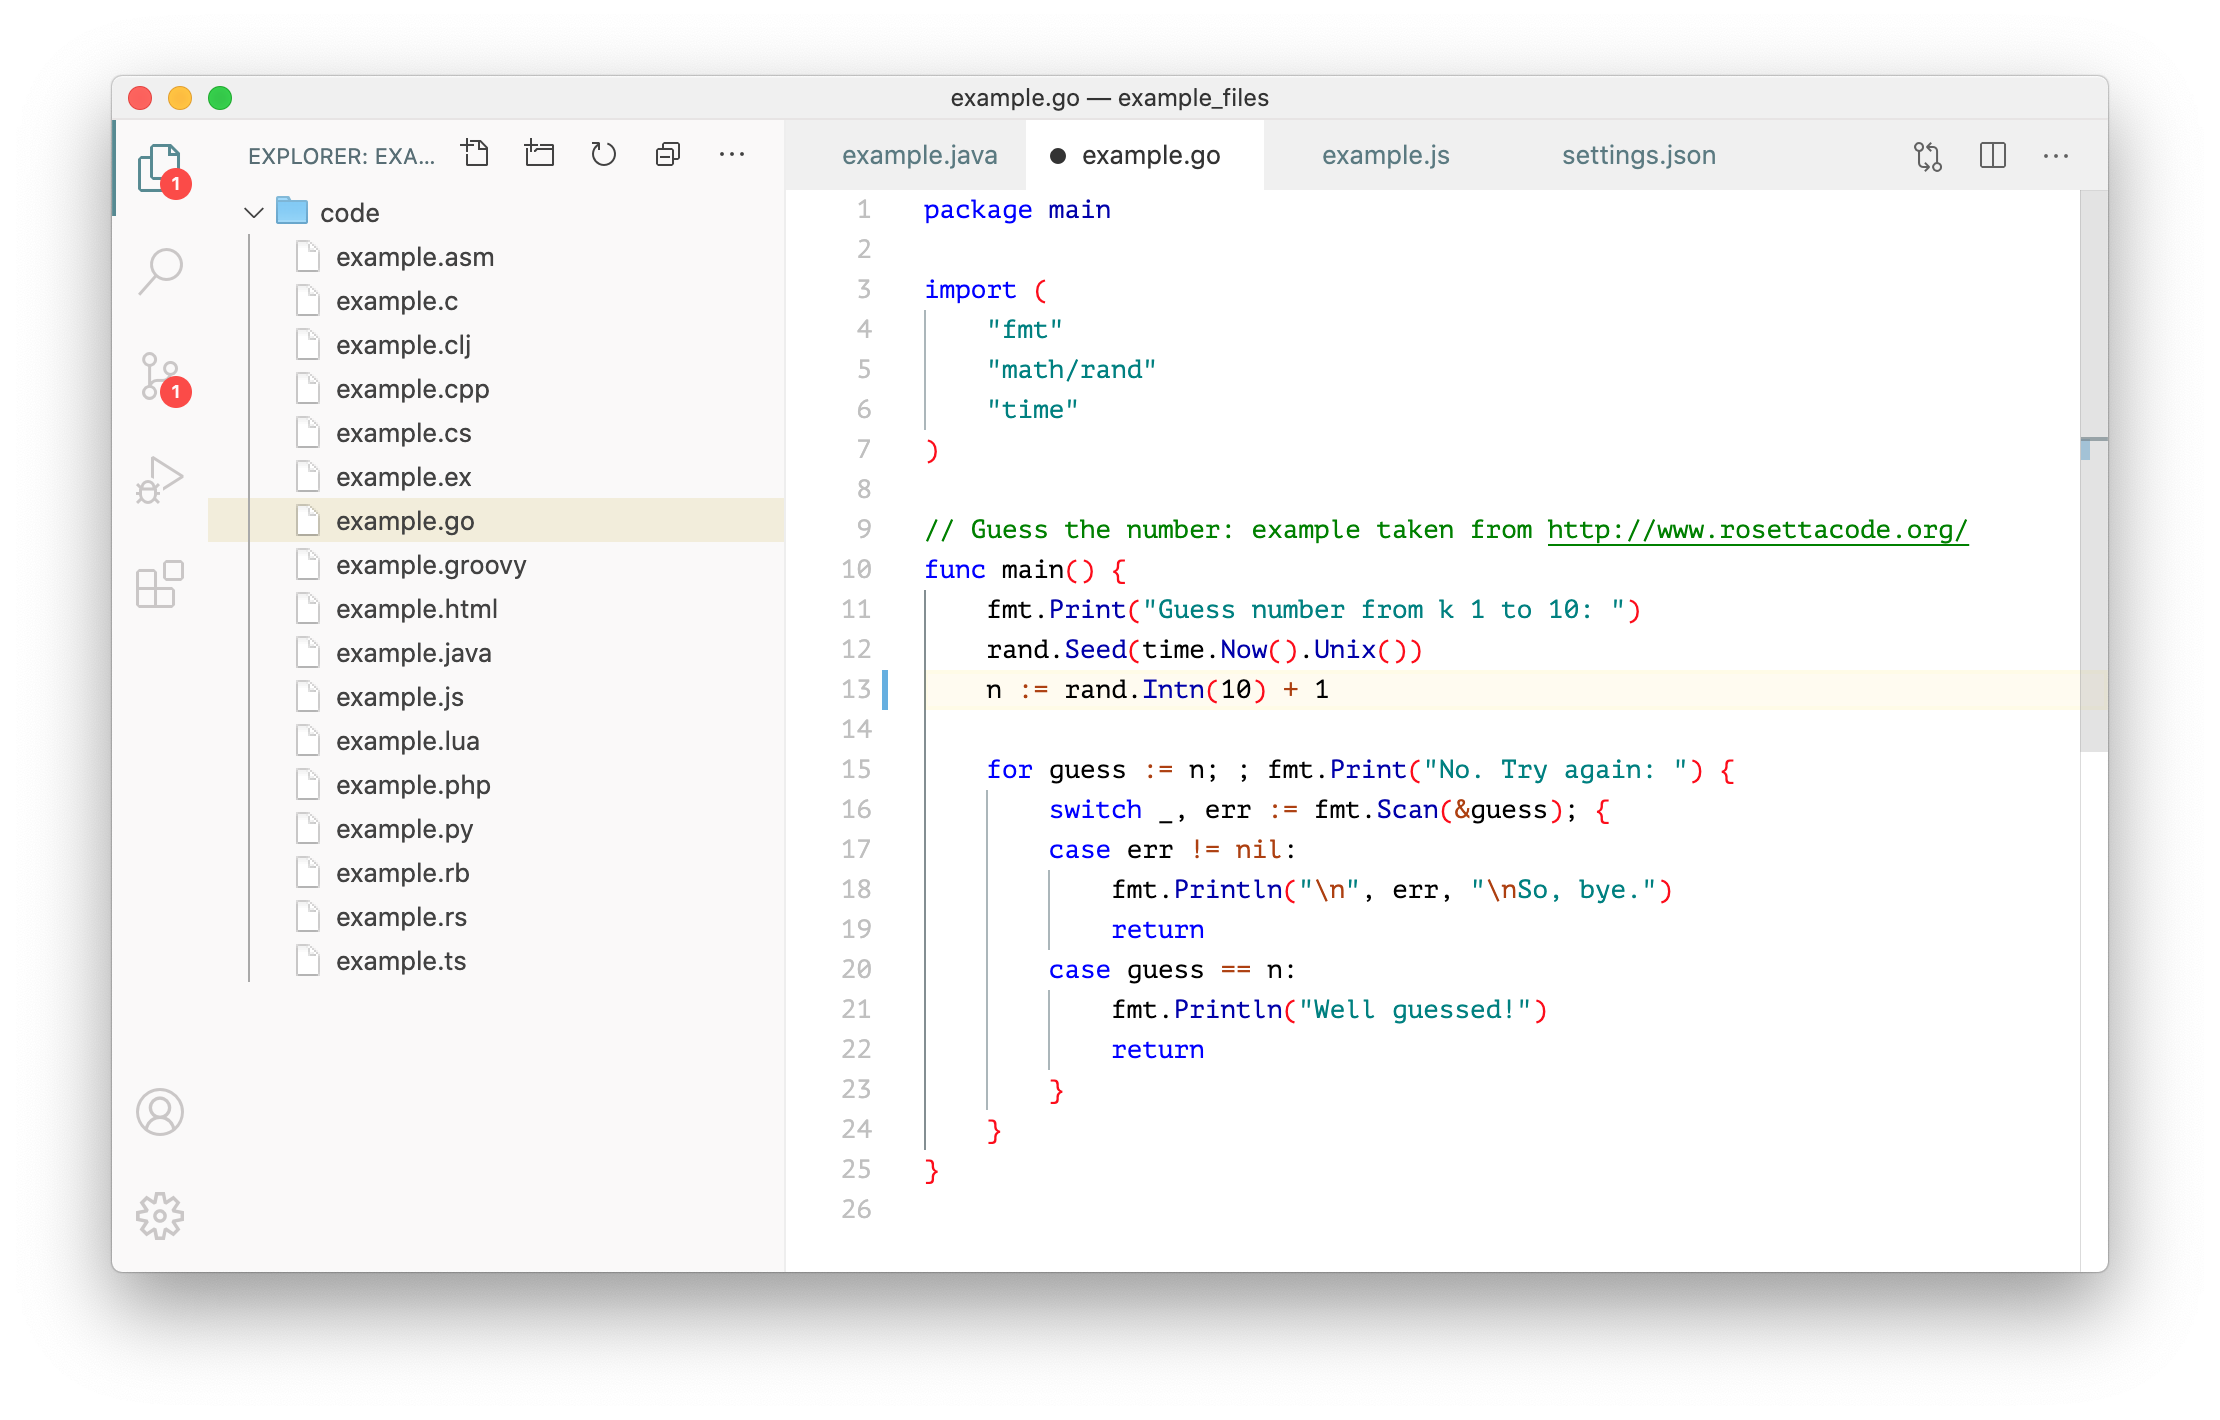 example.go — example_files
EXPLORER: EXA...
1
1
code
example.asm
example.c
example.clj
example.cpp
example.cs
example.ex
example.go
example.groovy
example.html
example.java
example.js
example.lua
example.php
example.py
example.rb
example.rs
example.ts
example.java example.go example.js settings.json
1 package main
2
3 import (
4     "fmt"
5     "math/rand"
6     "time"
7 )
8
9 // Guess the number: example taken from http://www.rosettacode.org/
10 func main() {
11     fmt.Print("Guess number from k 1 to 10: ")
12     rand.Seed(time.Now().Unix())
13     n := rand.Intn(10) + 1
14
15     for guess := n; ; fmt.Print("No. Try again: ") {
16         switch _, err := fmt.Scan(&guess); {
17         case err != nil:
18             fmt.Println("\n", err, "\nSo, bye.")
19             return
20         case guess == n:
21             fmt.Println("Well guessed!")
22             return
23         }
24     }
25 }
26